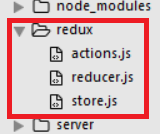 node_modules
redux
actions.js
reducer.js
store.js
server